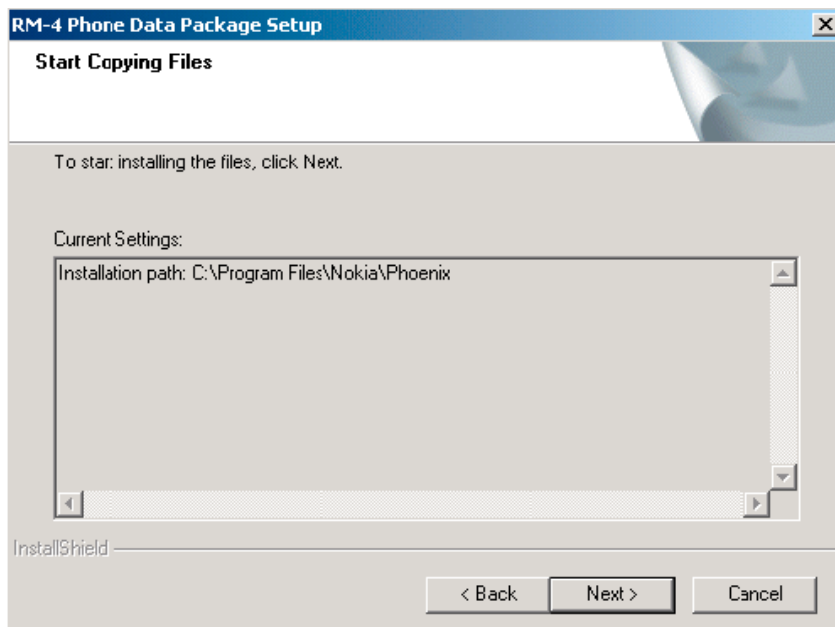 RM-4 Phone Data Package Setup
Start Copying Files
To start installing the files, click Next.
Current Settings:
Installation path: C:\Program Files\Nokia\Phoenix
InstallShield
< Back Next > Cancel